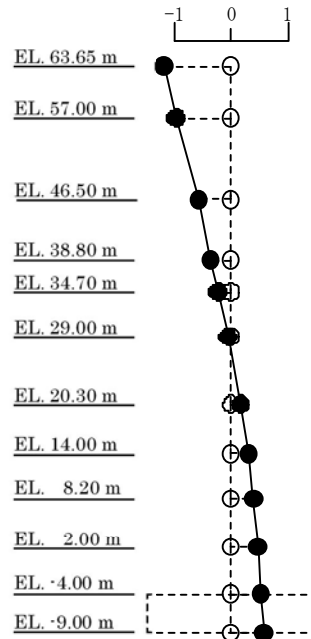 -1 0 1
EL. 63.65 m
EL. 57.00 m
EL. 46.50 m
EL. 38.80 m
EL. 34.70 m
EL. 29.00 m
EL. 20.30 m
EL. 14.00 m
EL. 8.20 m
EL. 2.00 m
EL. -4.00 m
EL. -9.00 m